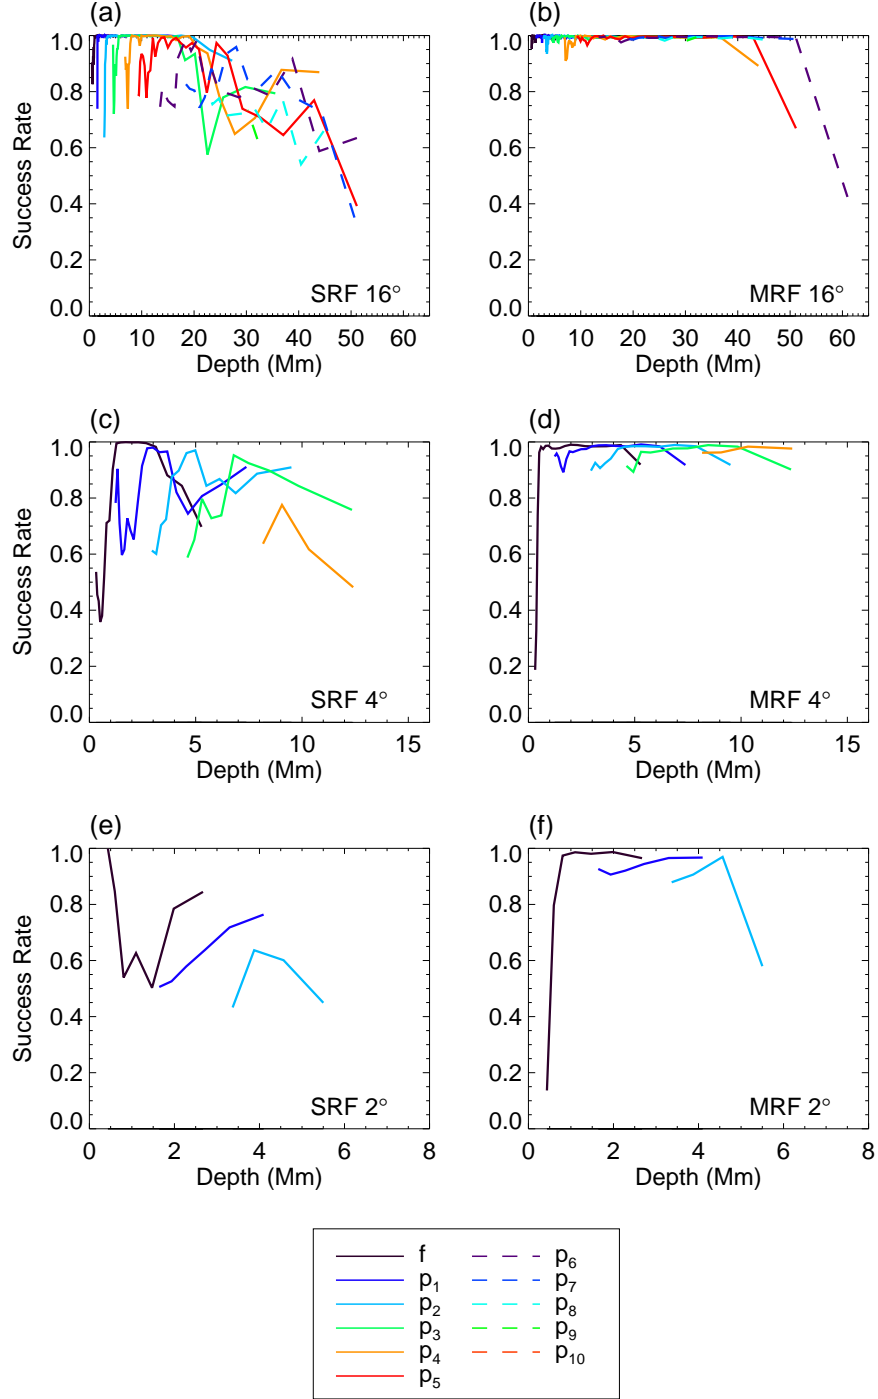 (a)
1.0
0.8
0.6
0.4
0.2
0.0
Success Rate
SRF 16°
0 10 20 30 40 50 60
Depth (Mm)
(b)
1.0
0.8
0.6
0.4
0.2
0.0
MRF 16°
0 10 20 30 40 50 60
Depth (Mm)
(c)
1.0
0.8
0.6
0.4
0.2
0.0
Success Rate
SRF 4°
0 5 10 15
Depth (Mm)
(d)
1.0
0.8
0.6
0.4
0.2
0.0
MRF 4°
0 5 10 15
Depth (Mm)
(e)
1.0
0.8
0.6
0.4
0.2
0.0
Success Rate
SRF 2°
0 2 4 6 8
Depth (Mm)
(f)
1.0
0.8
0.6
0.4
0.2
0.0
MRF 2°
0 2 4 6 8
Depth (Mm)
f
p₁
p₂
p₃
p₄
p₅
p₆
p₇
p₈
p₉
p₁₀